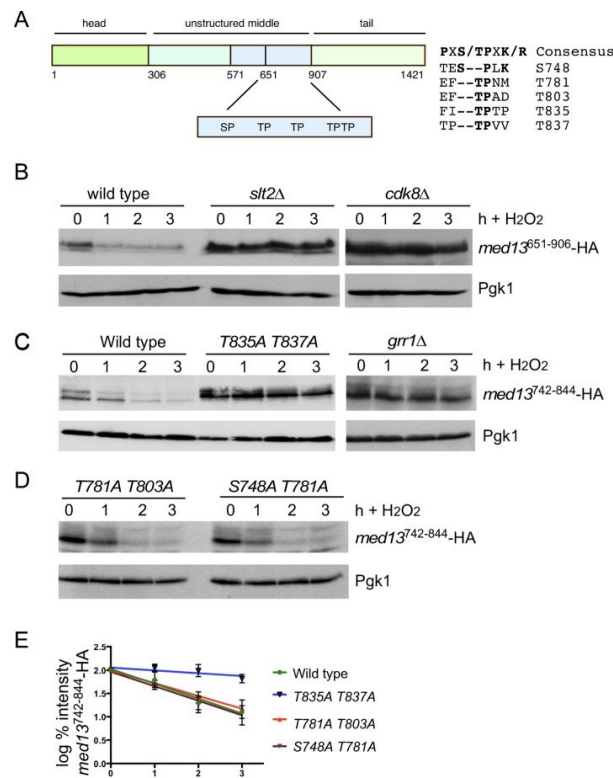 A
head unstructured middle tail
1 306 571 651 907 1421
SP TP TP TPTP
PXS/TPXK/R Consensus
TES--PLK S748
EF--TPNM T781
EF--TPAD T803
FI--TPTP T835
TP--TPVV T837
B
wild type slt2Δ cdk8Δ
0 1 2 3 0 1 2 3 0 1 2 3 h + H2O2
med13651-906-HA
Pgk1
C
Wild type T835A T837A grr1Δ
0 1 2 3 0 1 2 3 0 1 2 3 h + H2O2
med13742-844-HA
Pgk1
D
T781A T803A S748A T781A
0 1 2 3 0 1 2 3 h + H2O2
med13742-844-HA
Pgk1
E
log % intensity
med13742-844-HA
2.5
2.0
1.5
1.0
0.5
0 1 2 3
Wild type
T835A T837A
T781A T803A
S748A T781A